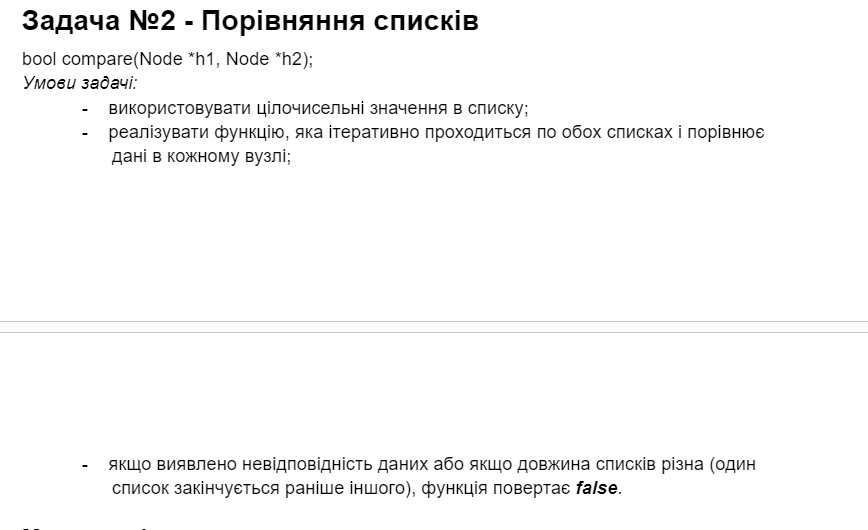 Задача №2 - Порівняння списків
bool compare(Node *h1, Node *h2);
Умови задачі:
- використовувати цілочисельні значення в списку;
- реалізувати функцію, яка ітеративно проходиться по обох списках і порівнює
дані в кожному вузлі;
- якщо виявлено невідповідність даних або якщо довжина списків різна (один
список закінчується раніше іншого), функція повертає false.